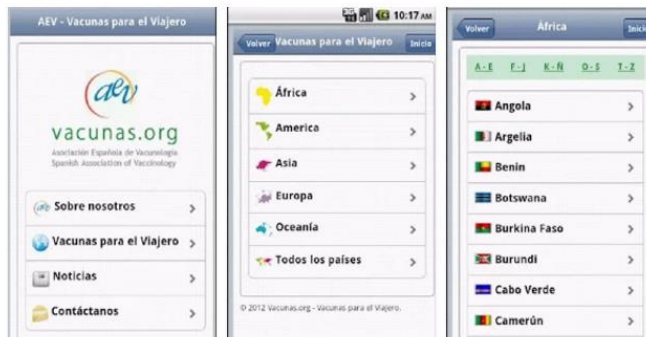 AEV - Vacunas para el Viajero
aev
vacunas.org
Asociación Española de Vacunología
Spanish Association of Vaccinology
Sobre nosotros
Vacunas para el Viajero
Noticias
Contáctanos
10:17 AM
Volver
Vacunas para el Viajero
Inicio
África
America
Asia
Europa
Oceanía
Todos los países
© 2012 Vacunas.org - Vacunas para el Viajero.
Volver
África
Inicio
A - E F - J K - Ñ O - S T - Z
Angola
Argelia
Benin
Botswana
Burkina Faso
Burundi
Cabo Verde
Camerún